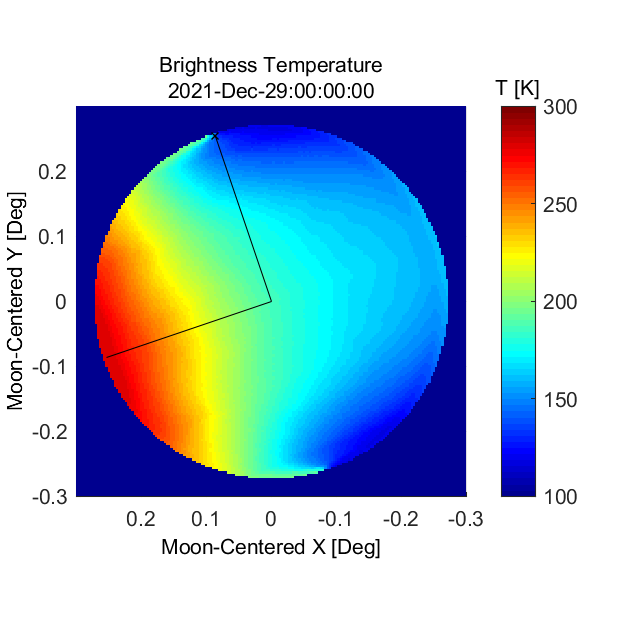 Brightness Temperature
2021-Dec-29:00:00:00
T [K]
300
250
200
150
100
Moon-Centered Y [Deg]
0.2
0.1
0
-0.1
-0.2
-0.3
0.2 0.1 0 -0.1 -0.2 -0.3
Moon-Centered X [Deg]